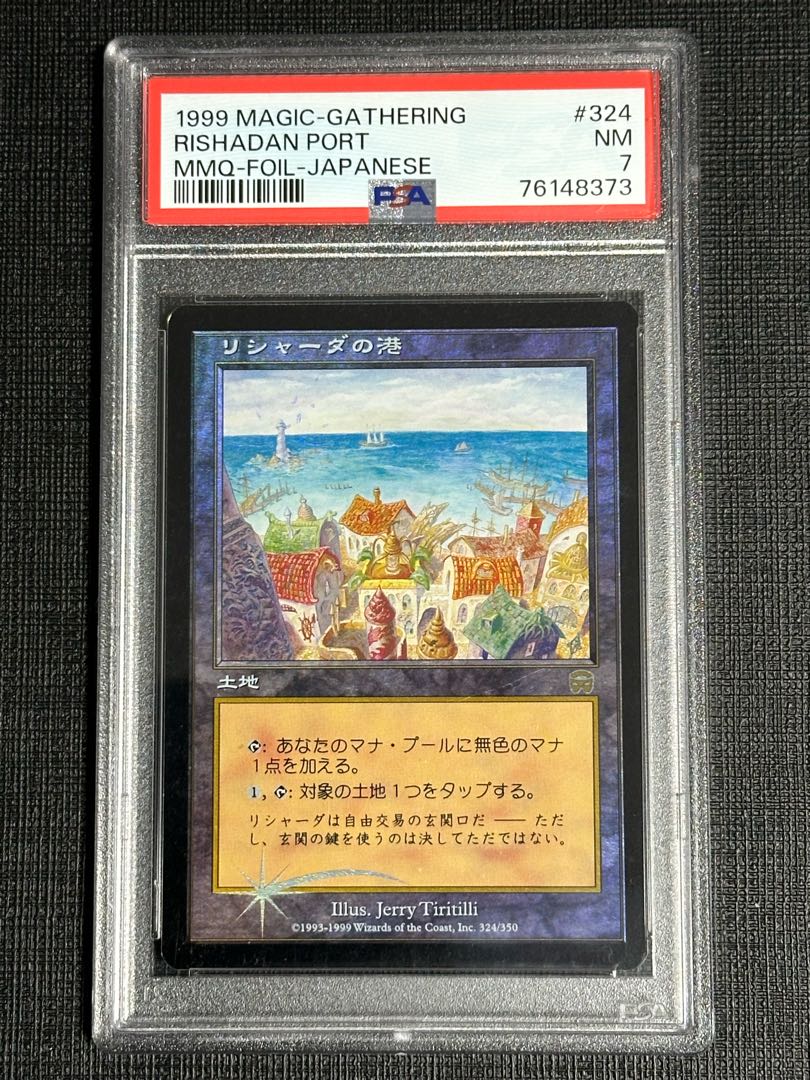 1999 MAGIC-GATHERING #324
RISHADAN PORT NM
MMQ-FOIL-JAPANESE 7
PSA 76148373
リシャーダの港
土地
: あなたのマナ・プールに無色のマナ
1点を加える。
1, : 対象の土地1つをタップする。
リシャーダは自由交易の玄関口だ ―― ただ
し、玄関の鍵を使うのは決してただではない。
Illus. Jerry Tiritilli
©1993-1999 Wizards of the Coast, Inc. 324/350
PSA